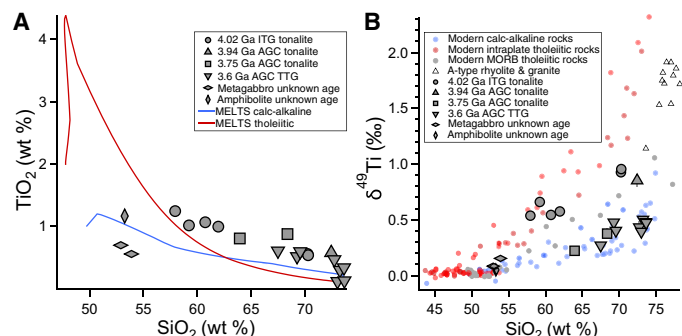 A
TiO2 (wt %)
4
3
2
1
50
55
60
65
70
SiO2 (wt %)
4.02 Ga ITG tonalite
3.94 Ga AGC tonalite
3.75 Ga AGC tonalite
3.6 Ga AGC TTG
Metagabbro unknown age
Amphibolite unknown age
MELTS calc-alkaline
MELTS tholeiitic
B
δ49Ti (‰)
2.0
1.5
1.0
0.5
0.0
45
50
55
60
65
70
75
SiO2 (wt %)
Modern calc-alkaline rocks
Modern intraplate tholeiitic rocks
Modern MORB tholeiitic rocks
A-type rhyolite & granite
4.02 Ga ITG tonalite
3.94 Ga AGC tonalite
3.75 Ga AGC tonalite
3.6 Ga AGC TTG
Metagabbro unknown age
Amphibolite unknown age